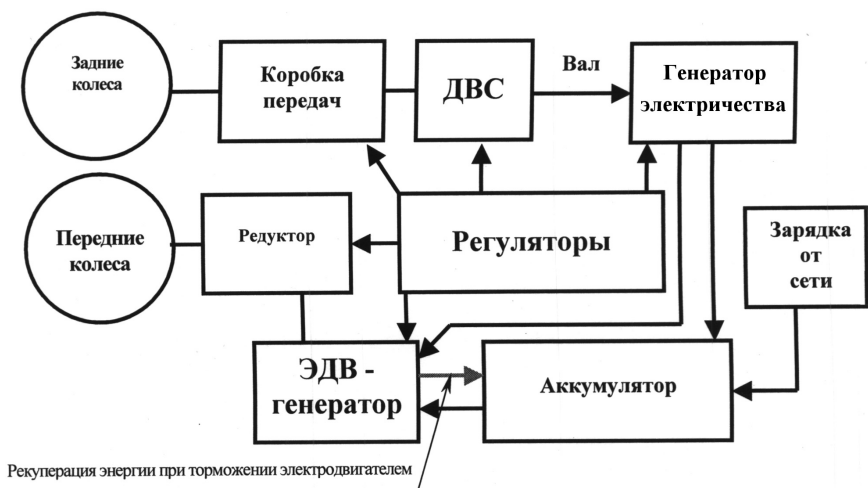 Задние
колеса
Коробка
передач
ДВС
Вал
Генератор
электричества
Передние
колеса
Редуктор
Регуляторы
Зарядка
от
сети
ЭДВ -
генератор
Аккумулятор
Рекуперация энергии при торможении электродвигателем